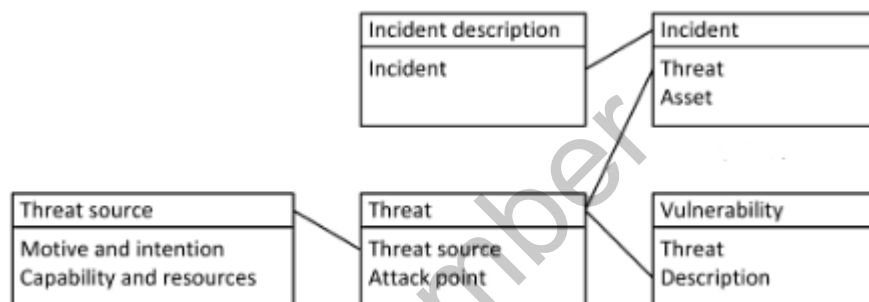 Incident description
Incident
Incident
Threat
Asset
Threat source
Motive and intention
Capability and resources
Threat
Threat source
Attack point
Vulnerability
Threat
Description
mber